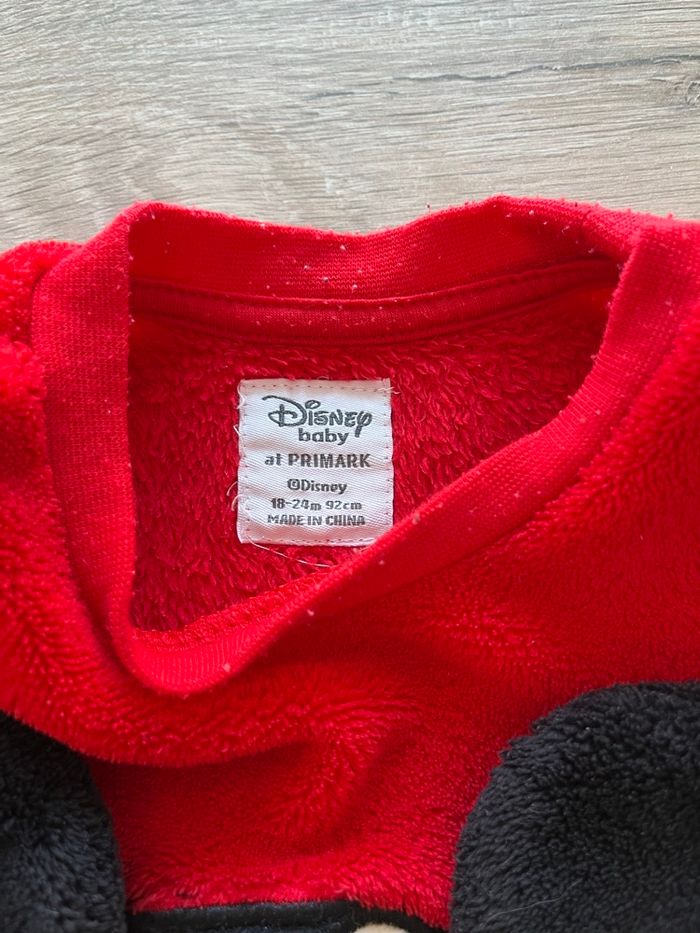 Disney
baby
at PRIMARK
©Disney
18-24m 92cm
MADE IN CHINA